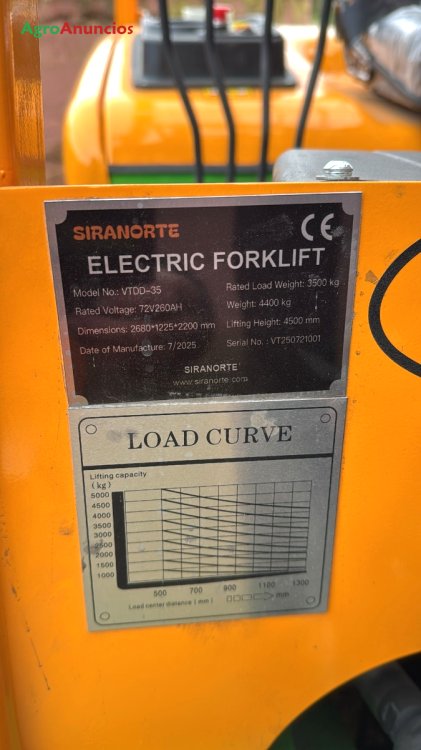 AgroAnuncios
SIRANORTE CE
ELECTRIC FORKLIFT
Model No.: VTDD-35 Rated Load Weight: 3500 kg
Rated Voltage: 72V260AH Weight: 4400 kg
Dimensions: 2680*1225*2200 mm Lifting Height: 4500 mm
Date of Manufacture: 7/2025 Serial No.: VT250721001
SIRANORTE
www.siranorte.com
LOAD CURVE
Lifting capacity
(kg)
5000
4500
4000
3500
3000
2500
2000
1500
1000
500 700 900 1100 1300
Load center distance (mm) mm